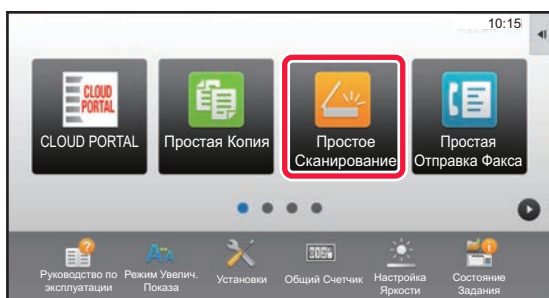 10:15
CLOUD
PORTAL
CLOUD PORTAL
Простая Копия
Простое
Сканирование
Простая
Отправка Факса
Руководство по
эксплуатации
Режим Увелич.
Показа
Установки
Общий Счетчик
Настройка
Яркости
Состояние
Задания